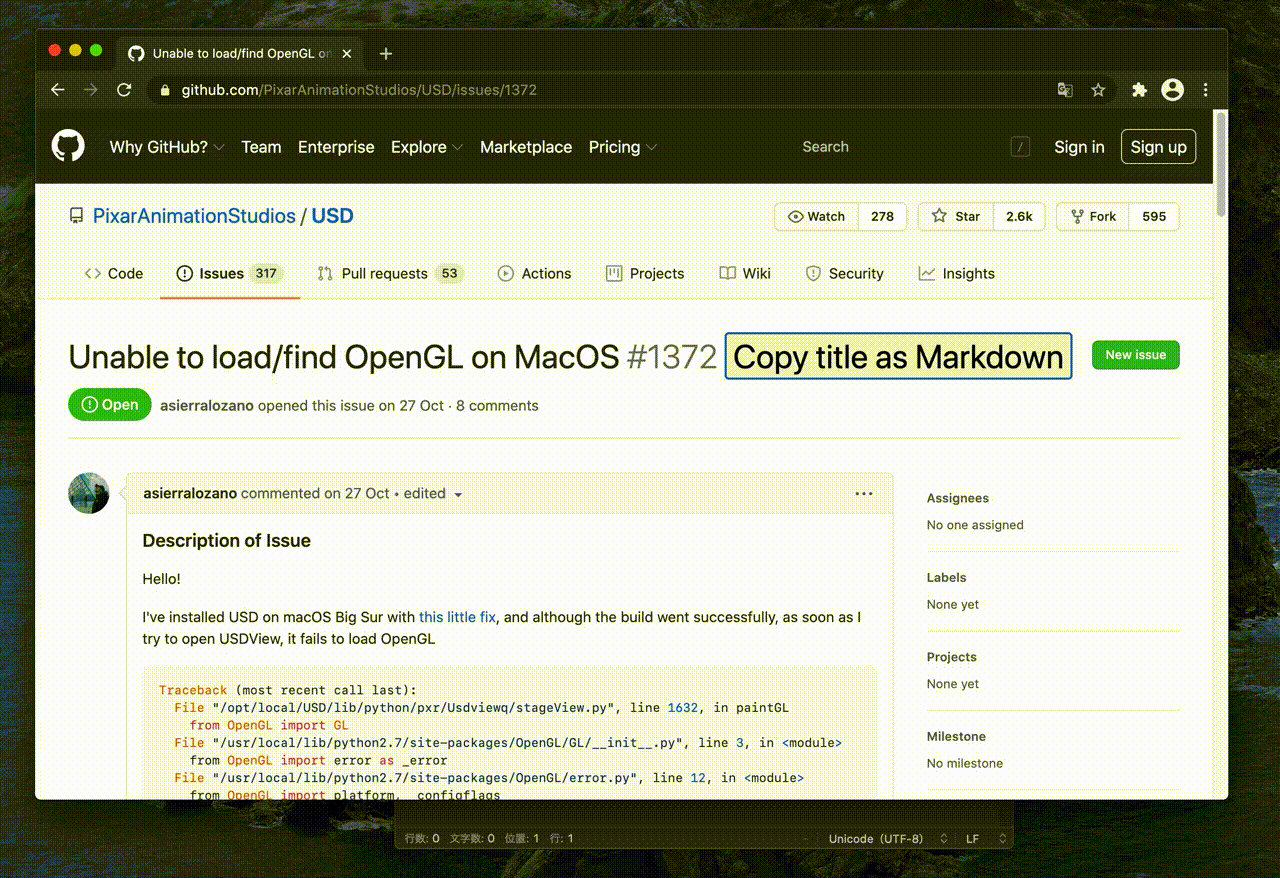 Unable to load/find OpenGL on
github.com/PixarAnimationStudios/USD/issues/1372
Why GitHub? Team Enterprise Explore Marketplace Pricing Search / Sign in Sign up
PixarAnimationStudios / USD Watch 278 Star 2.6k Fork 595
Code Issues 317 Pull requests 53 Actions Projects Wiki Security Insights
Unable to load/find OpenGL on MacOS #1372 Copy title as Markdown New issue
Open asierralozano opened this issue on 27 Oct · 8 comments
asierralozano commented on 27 Oct • edited
Description of Issue
Hello!
I've installed USD on macOS Big Sur with this little fix, and although the build went successfully, as soon as I
try to open USDView, it fails to load OpenGL
Traceback (most recent call last):
File "/opt/local/USD/lib/python/pxr/Usdviewq/stageView.py", line 1632, in paintGL
from OpenGL import GL
File "/usr/local/lib/python2.7/site-packages/OpenGL/GL/__init__.py", line 3, in <module>
from OpenGL import error as _error
File "/usr/local/lib/python2.7/site-packages/OpenGL/error.py", line 12, in <module>
from OpenGL import platform, _configflags
Assignees
No one assigned
Labels
None yet
Projects
None yet
Milestone
No milestone
行数: 0 文字数: 0 位置: 1 行: 1 Unicode (UTF-8) LF